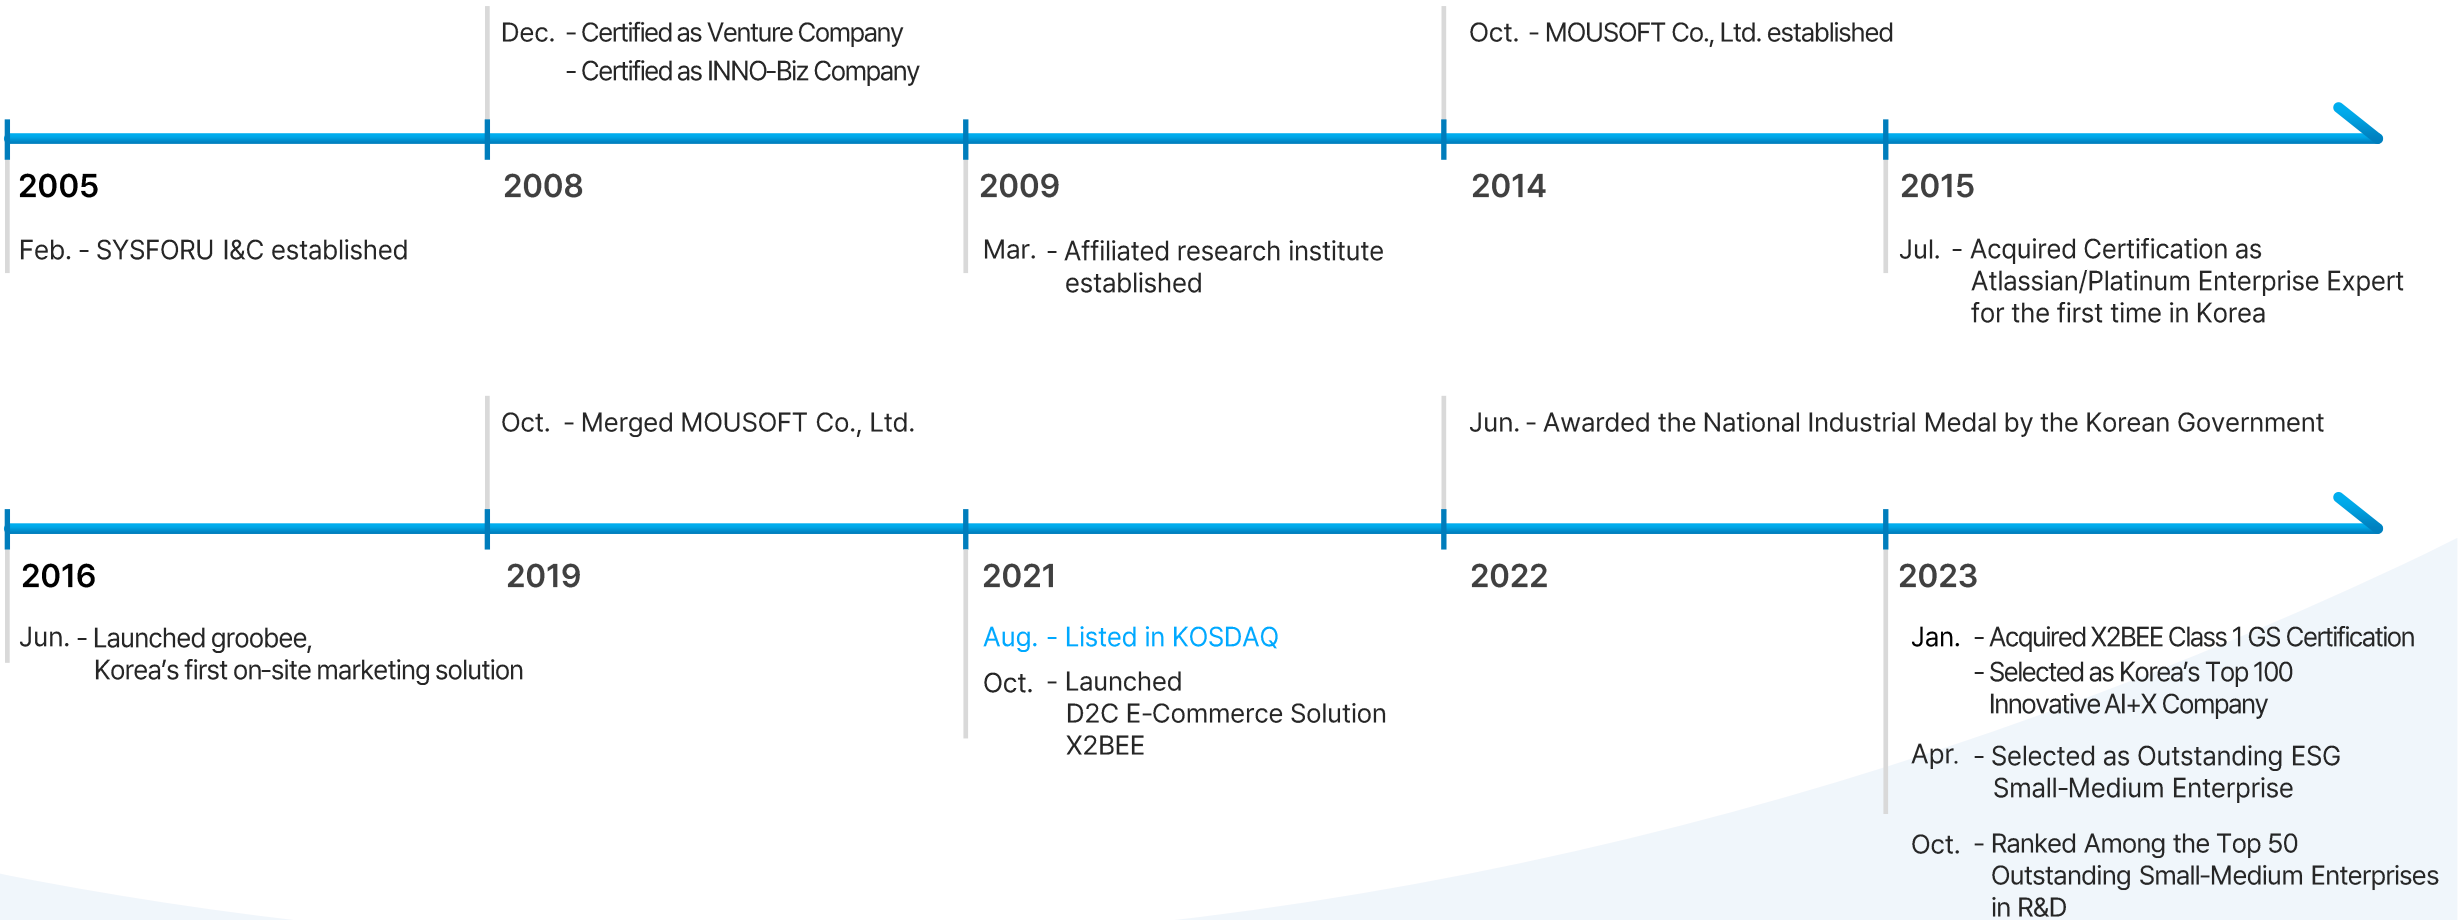 Dec. - Certified as Venture Company
- Certified as INNO-Biz Company
Oct. - MOUSOFT Co., Ltd. established
2005
2008
2009
2014
2015
Feb. - SYSFORU I&C established
Mar. - Affiliated research institute
established
Jul. - Acquired Certification as
Atlassian/Platinum Enterprise Expert
for the first time in Korea
Oct. - Merged MOUSOFT Co., Ltd.
Jun. - Awarded the National Industrial Medal by the Korean Government
2016
2019
2021
2022
2023
Jun. - Launched groobee,
Korea's first on-site marketing solution
Aug. - Listed in KOSDAQ
Oct. - Launched
D2C E-Commerce Solution
X2BEE
Jan. - Acquired X2BEE Class 1 GS Certification
- Selected as Korea's Top 100
Innovative AI+X Company
Apr. - Selected as Outstanding ESG
Small-Medium Enterprise
Oct. - Ranked Among the Top 50
Outstanding Small-Medium Enterprises
in R&D